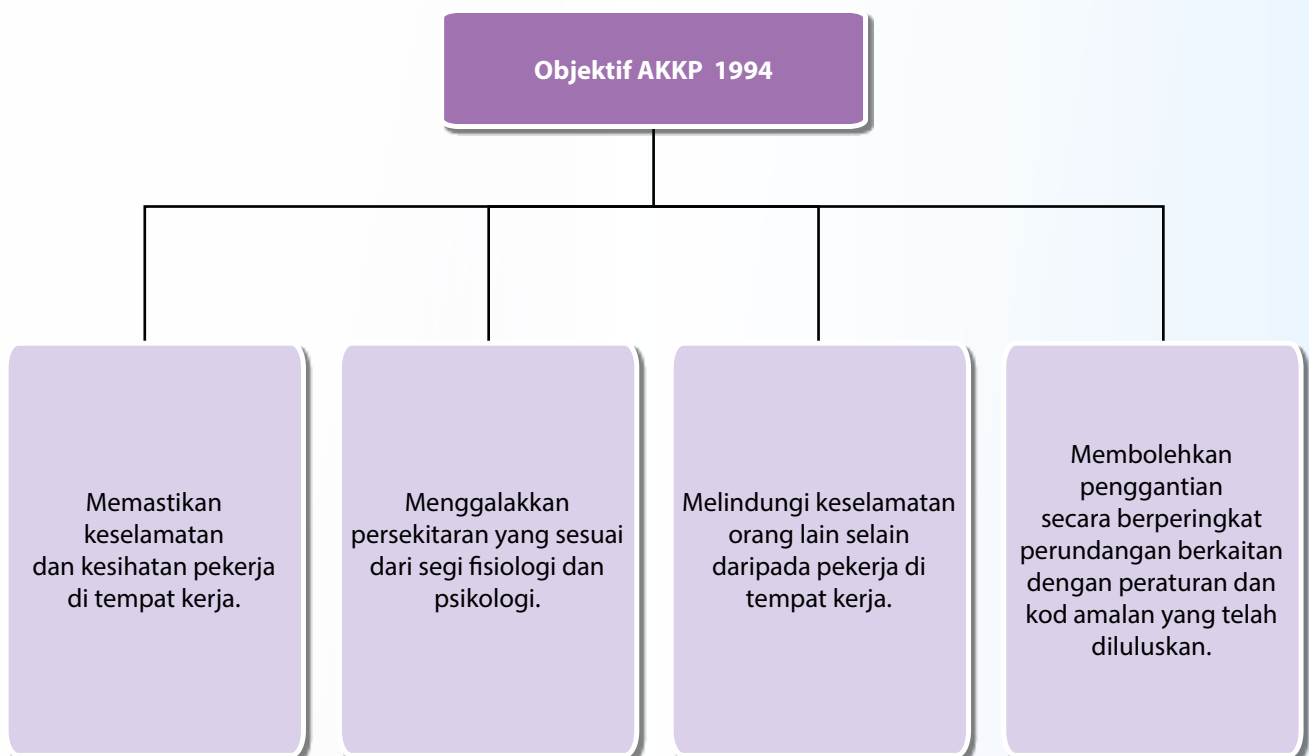 Objektif AKKP 1994
Memastikan
keselamatan
dan kesihatan pekerja
di tempat kerja.
Menggalakkan
persekitaran yang sesuai
dari segi fisiologi dan
psikologi.
Melindungi keselamatan
orang lain selain
daripada pekerja di
tempat kerja.
Membolehkan
penggantian
secara berperingkat
perundangan berkaitan
dengan peraturan dan
kod amalan yang telah
diluluskan.